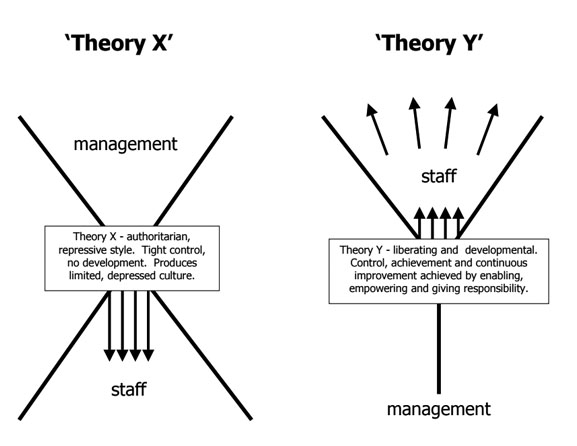 ‘Theory X’
management
Theory X - authoritarian,
repressive style. Tight control,
no development. Produces
limited, depressed culture.
staff
‘Theory Y’
staff
Theory Y - liberating and developmental.
Control, achievement and continuous
improvement achieved by enabling,
empowering and giving responsibility.
management